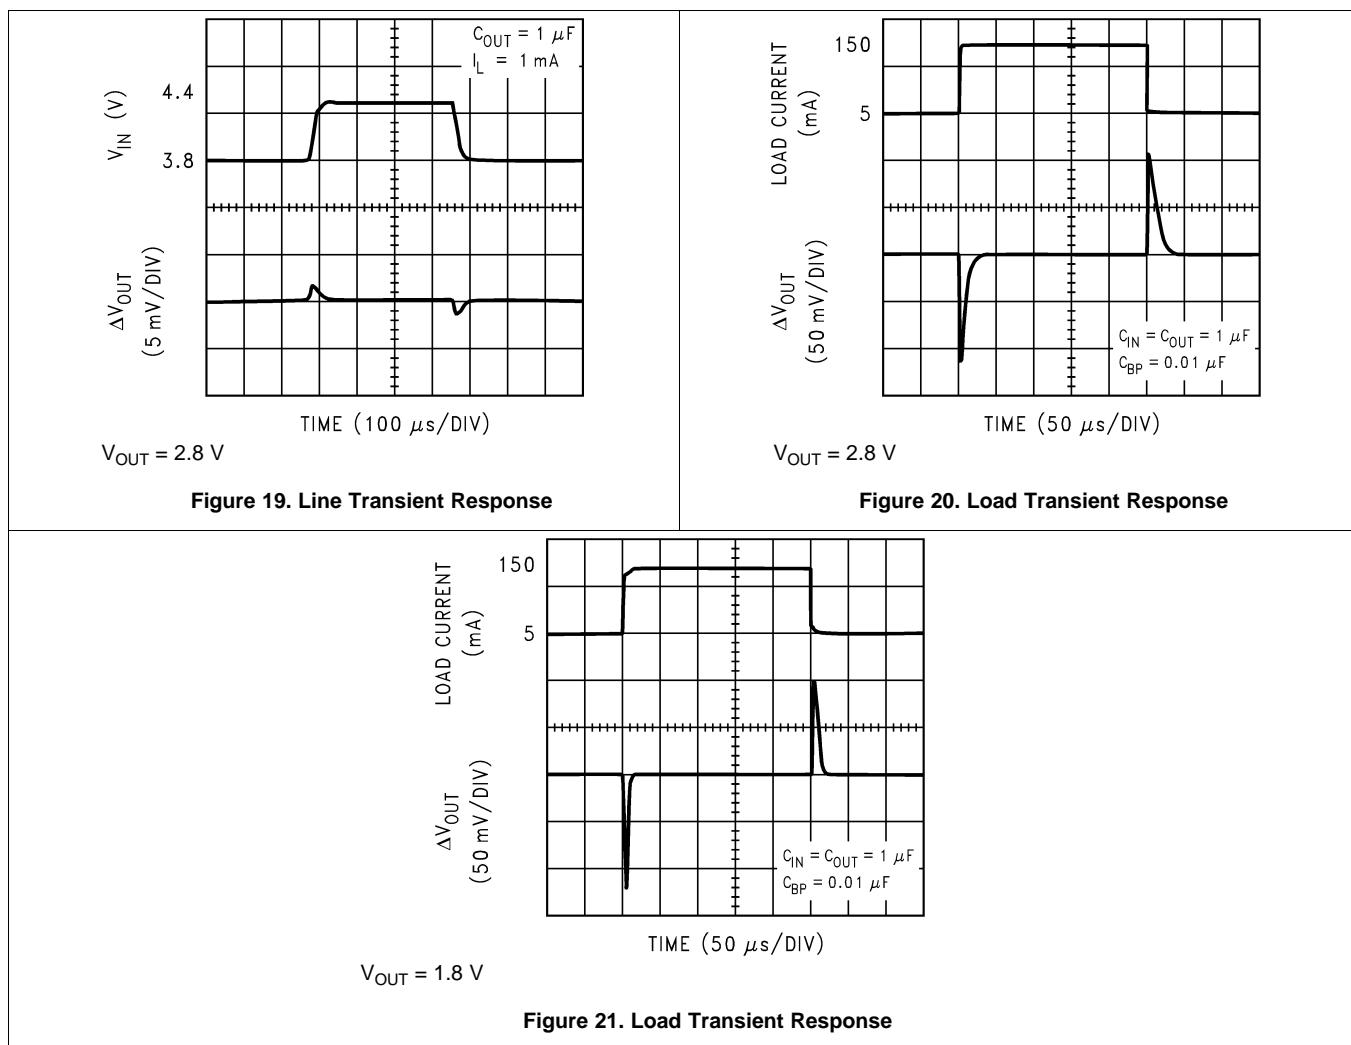 C_OUT = 1 μF
I_L = 1 mA
4.4
V_IN (V)
3.8
ΔV_OUT
(5 mV/DIV)
TIME (100 μs/DIV)
V_OUT = 2.8 V
Figure 19. Line Transient Response
150
LOAD CURRENT
(mA)
5
ΔV_OUT
(50 mV/DIV)
C_IN = C_OUT = 1 μF
C_BP = 0.01 μF
TIME (50 μs/DIV)
V_OUT = 2.8 V
Figure 20. Load Transient Response
150
LOAD CURRENT
(mA)
5
ΔV_OUT
(50 mV/DIV)
C_IN = C_OUT = 1 μF
C_BP = 0.01 μF
TIME (50 μs/DIV)
V_OUT = 1.8 V
Figure 21. Load Transient Response